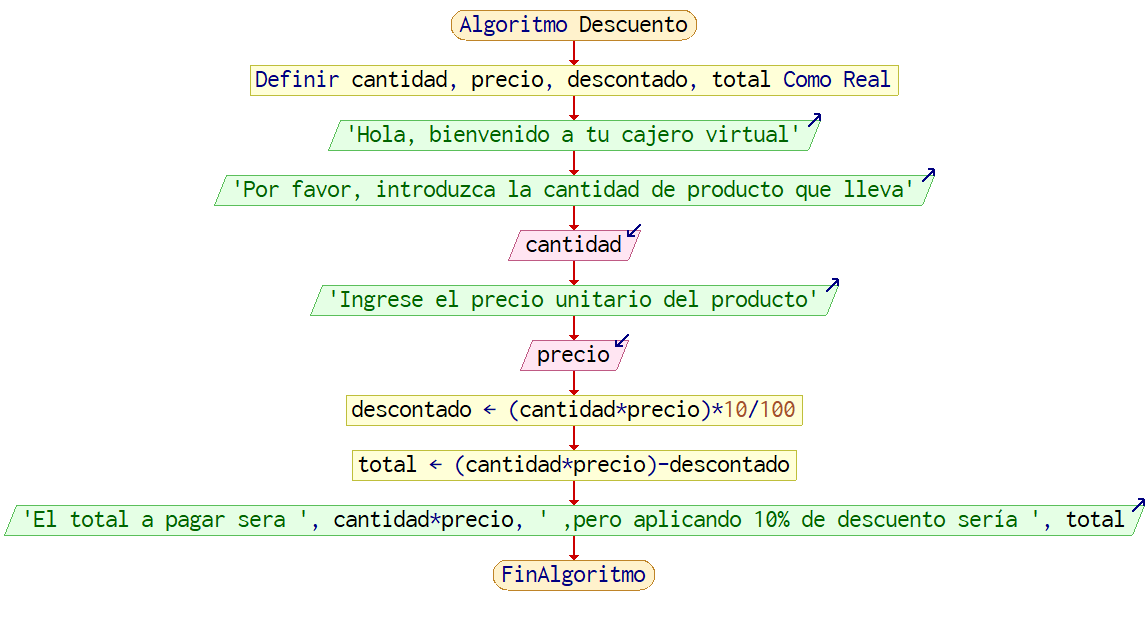 Algoritmo Descuento
Definir cantidad, precio, descontado, total Como Real
'Hola, bienvenido a tu cajero virtual'
'Por favor, introduzca la cantidad de producto que lleva'
cantidad
'Ingrese el precio unitario del producto'
precio
descontado ← (cantidad*precio)*10/100
total ← (cantidad*precio)-descontado
'El total a pagar sera ', cantidad*precio, ' ,pero aplicando 10% de descuento sería ', total
FinAlgoritmo